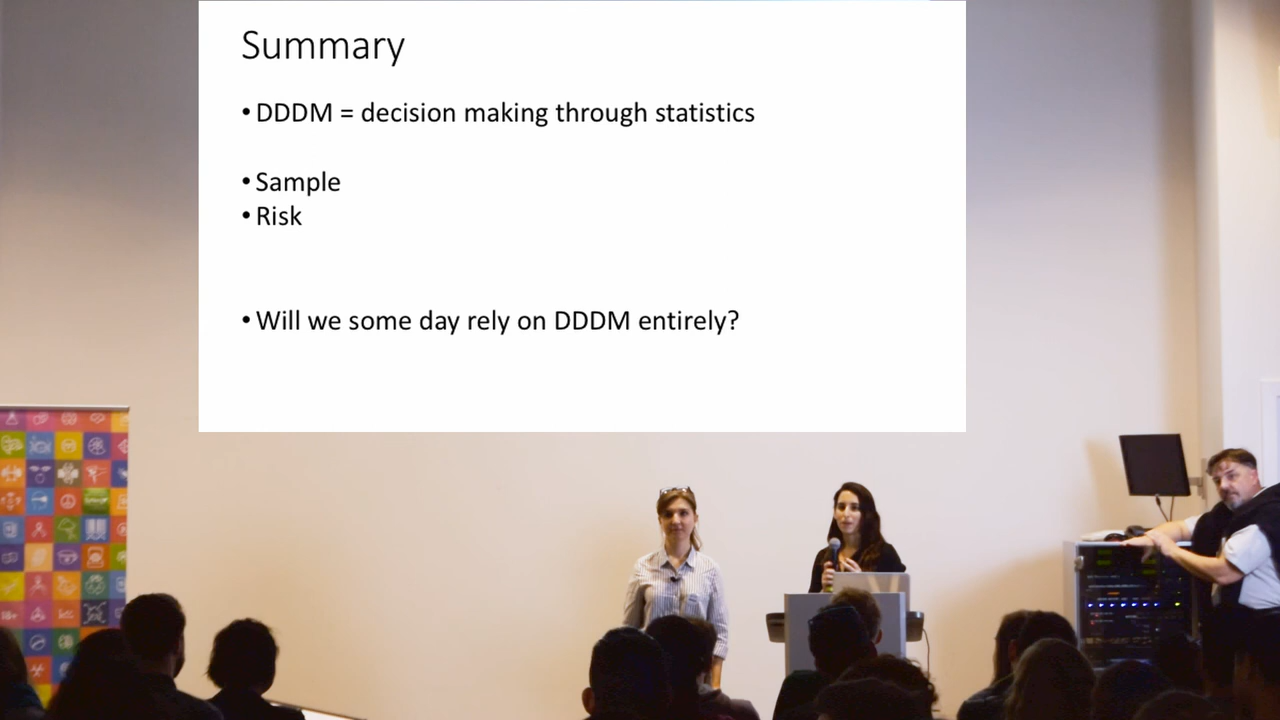 Summary
• DDDM = decision making through statistics
• Sample
• Risk
• Will we some day rely on DDDM entirely?